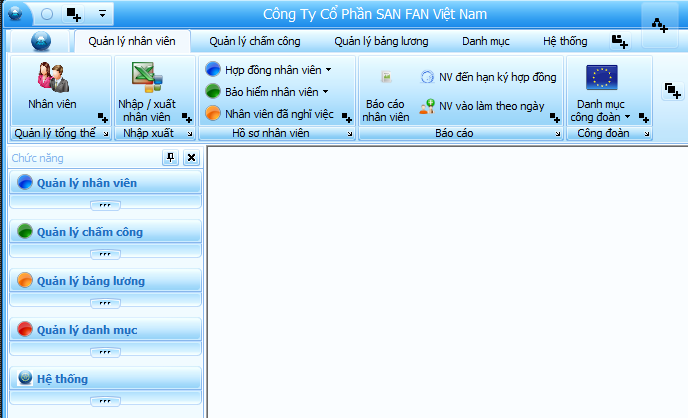 Công Ty Cổ Phần SAN FAN Việt Nam
Quản lý nhân viên
Quản lý chấm công
Quản lý bảng lương
Danh mục
Hệ thống
Nhân viên
Quản lý tổng thể
Nhập / xuất
nhân viên
Nhập xuất
Hợp đồng nhân viên
Bảo hiểm nhân viên
Nhân viên đã nghĩ việc
Hồ sơ nhân viên
Báo cáo
nhân viên
NV đến hạn ký hợp đồng
NV vào làm theo ngày
Báo cáo
Danh mục
công đoàn
Công đoàn
Chức năng
Quản lý nhân viên
Quản lý chấm công
Quản lý bảng lương
Quản lý danh mục
Hệ thống